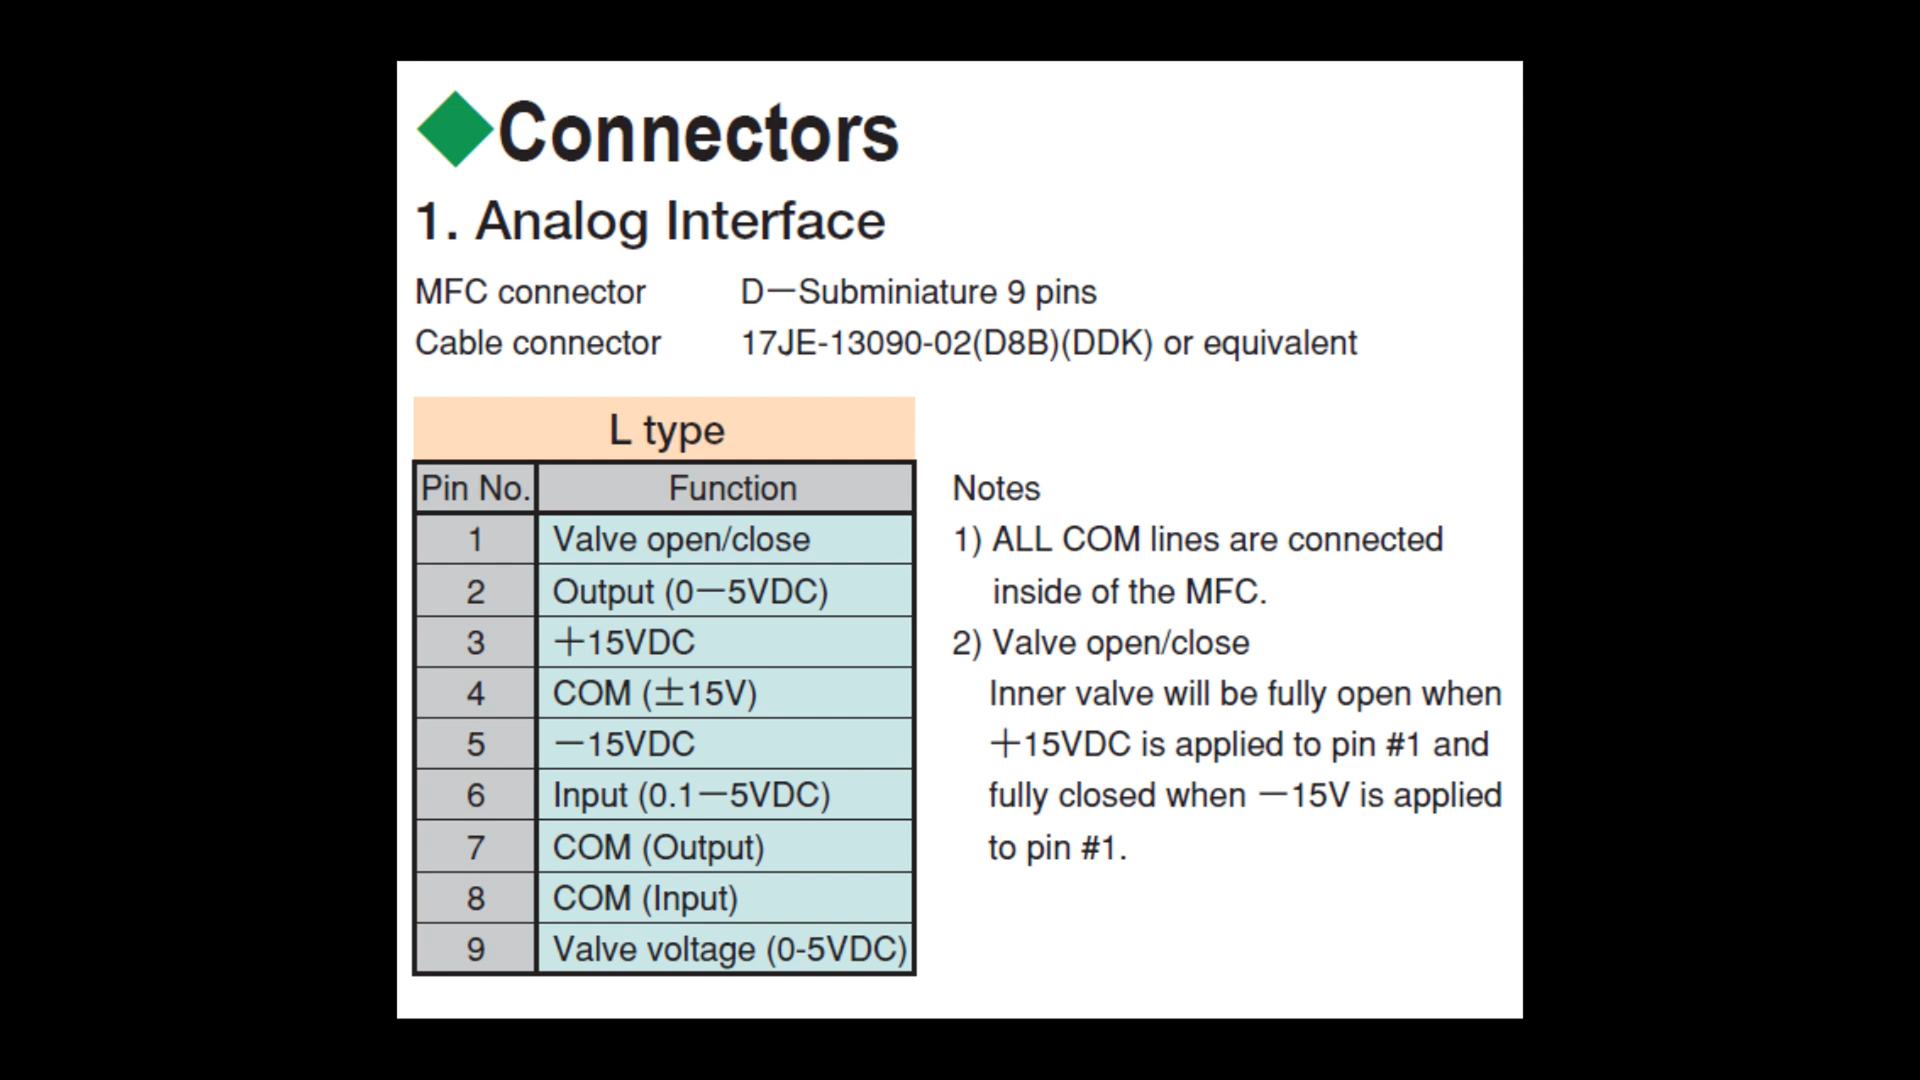 Connectors
1. Analog Interface
MFC connector D—Subminiature 9 pins
Cable connector 17JE-13090-02(D8B)(DDK) or equivalent
L type
Pin No. Function
1 Valve open/close
2 Output (0—5VDC)
3 +15VDC
4 COM (±15V)
5 —15VDC
6 Input (0.1—5VDC)
7 COM (Output)
8 COM (Input)
9 Valve voltage (0-5VDC)
Notes
1) ALL COM lines are connected
inside of the MFC.
2) Valve open/close
Inner valve will be fully open when
+15VDC is applied to pin #1 and
fully closed when —15V is applied
to pin #1.